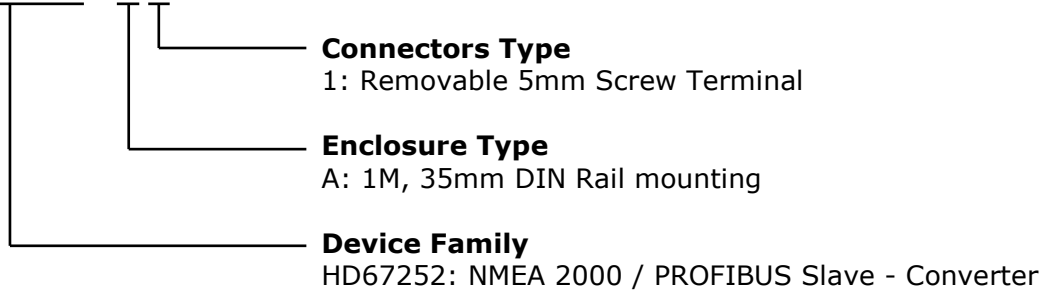 Connectors Type
1: Removable 5mm Screw Terminal
Enclosure Type
A: 1M, 35mm DIN Rail mounting
Device Family
HD67252: NMEA 2000 / PROFIBUS Slave - Converter